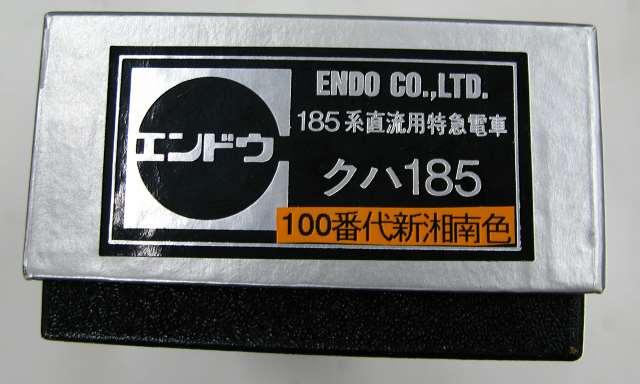 エンドウ
ENDO CO.,LTD.
185系直流用特急電車
クハ185
100番代新湘南色